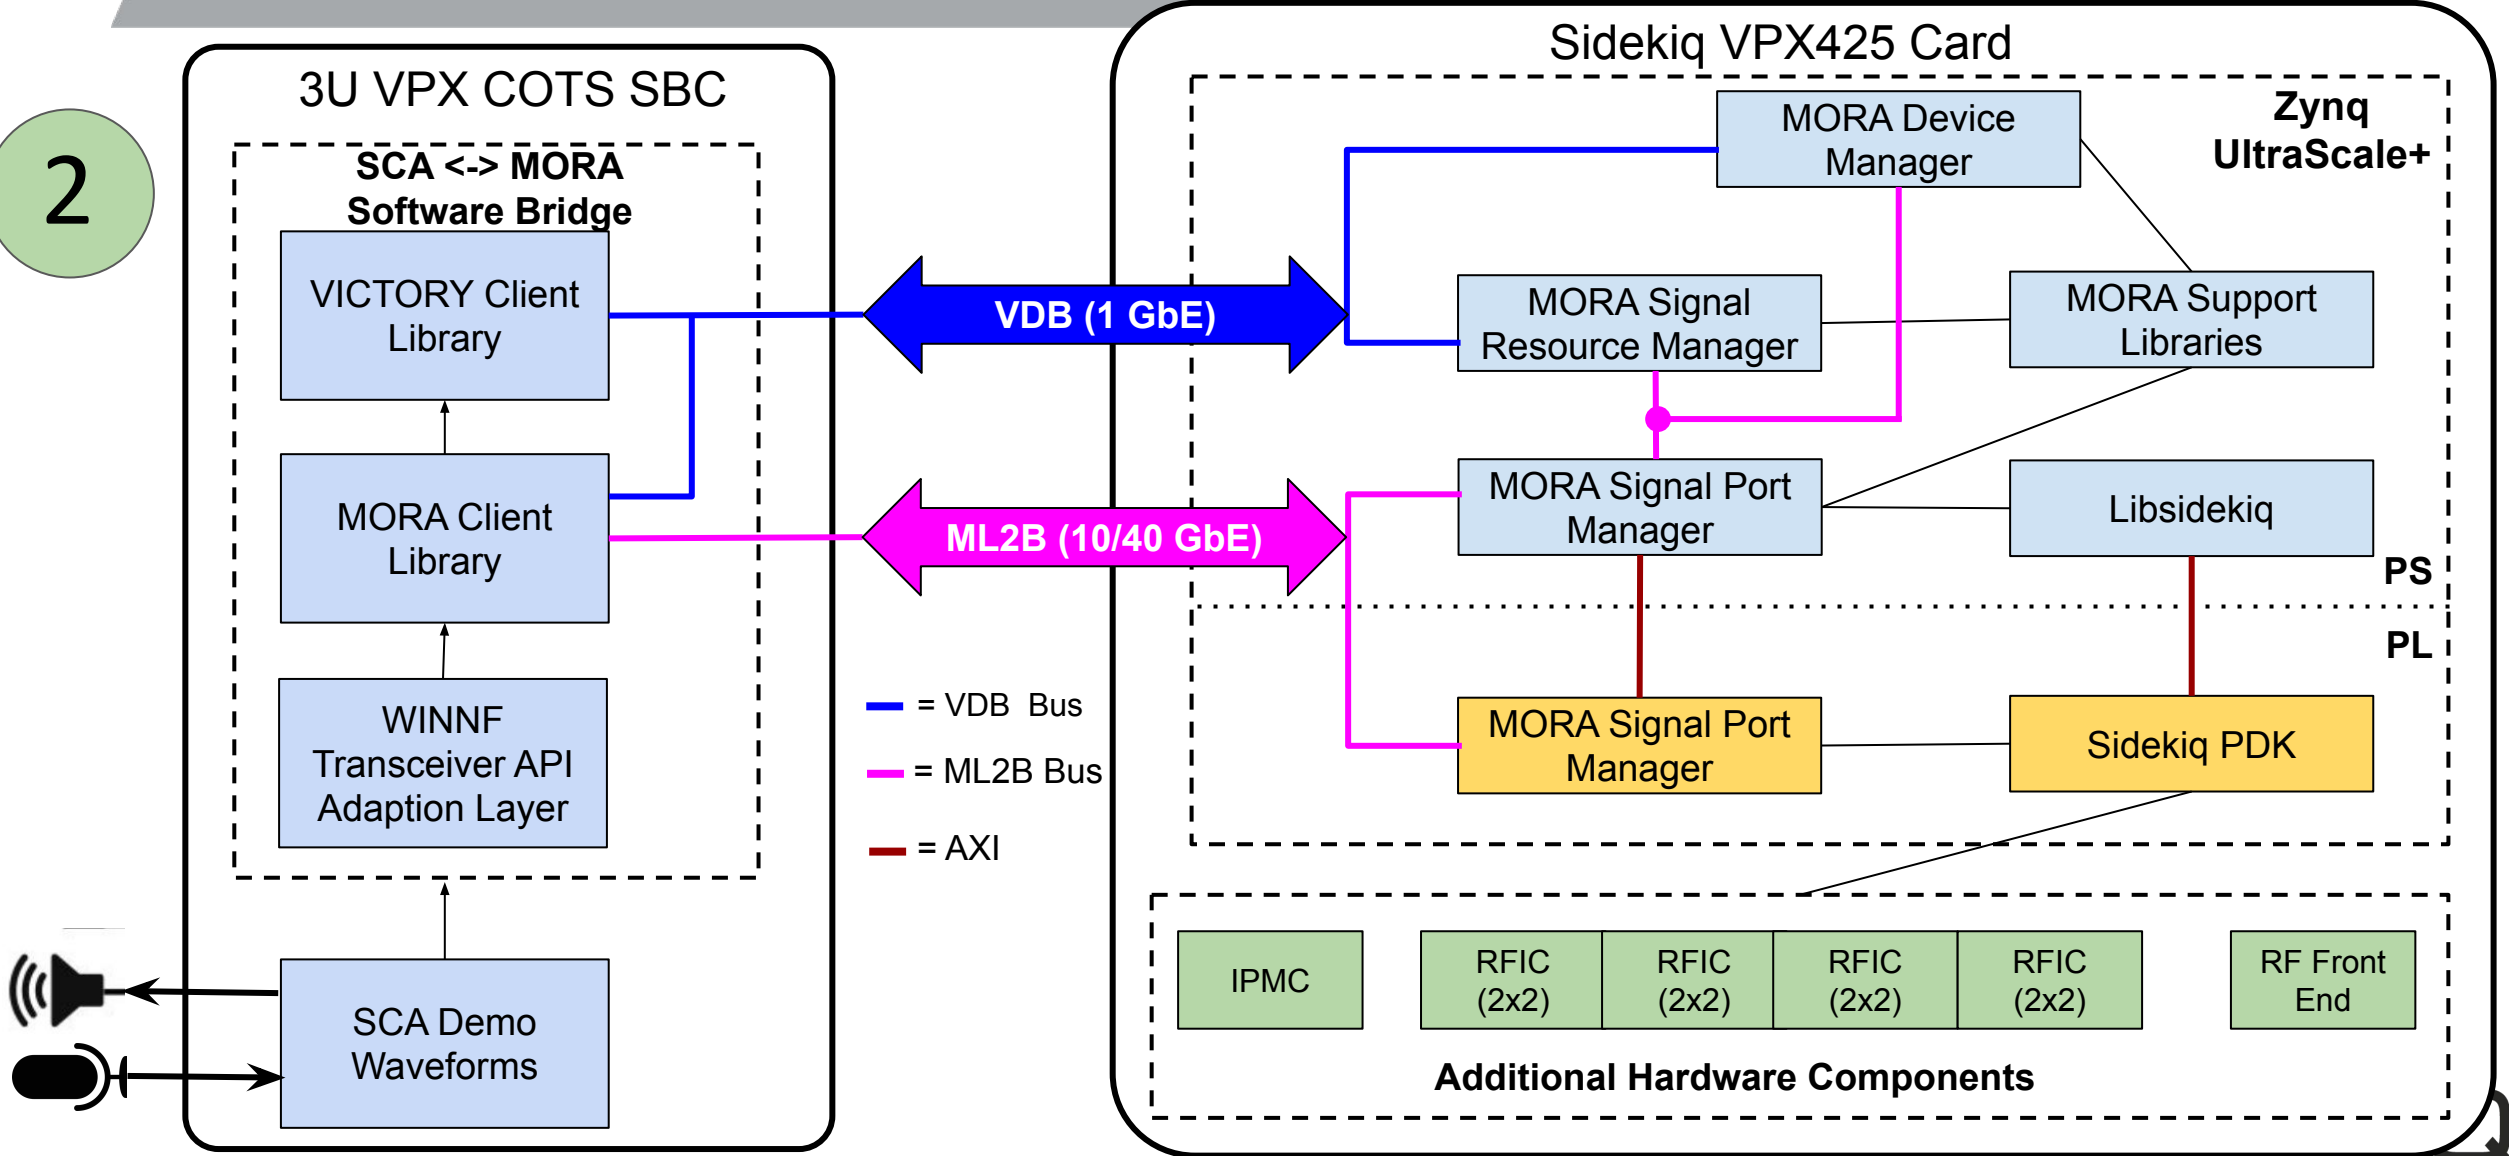 2
3U VPX COTS SBC
SCA <-> MORA
Software Bridge
VICTORY Client
Library
MORA Client
Library
WINNF
Transceiver API
Adaption Layer
SCA Demo
Waveforms
VDB (1 GbE)
ML2B (10/40 GbE)
= VDB Bus
= ML2B Bus
= AXI
Sidekiq VPX425 Card
Zynq
UltraScale+
MORA Device
Manager
MORA Signal
Resource Manager
MORA Support
Libraries
MORA Signal Port
Manager
Libsidekiq
PS
PL
MORA Signal Port
Manager
Sidekiq PDK
IPMC
RFIC
(2x2)
RFIC
(2x2)
RFIC
(2x2)
RFIC
(2x2)
RF Front
End
Additional Hardware Components